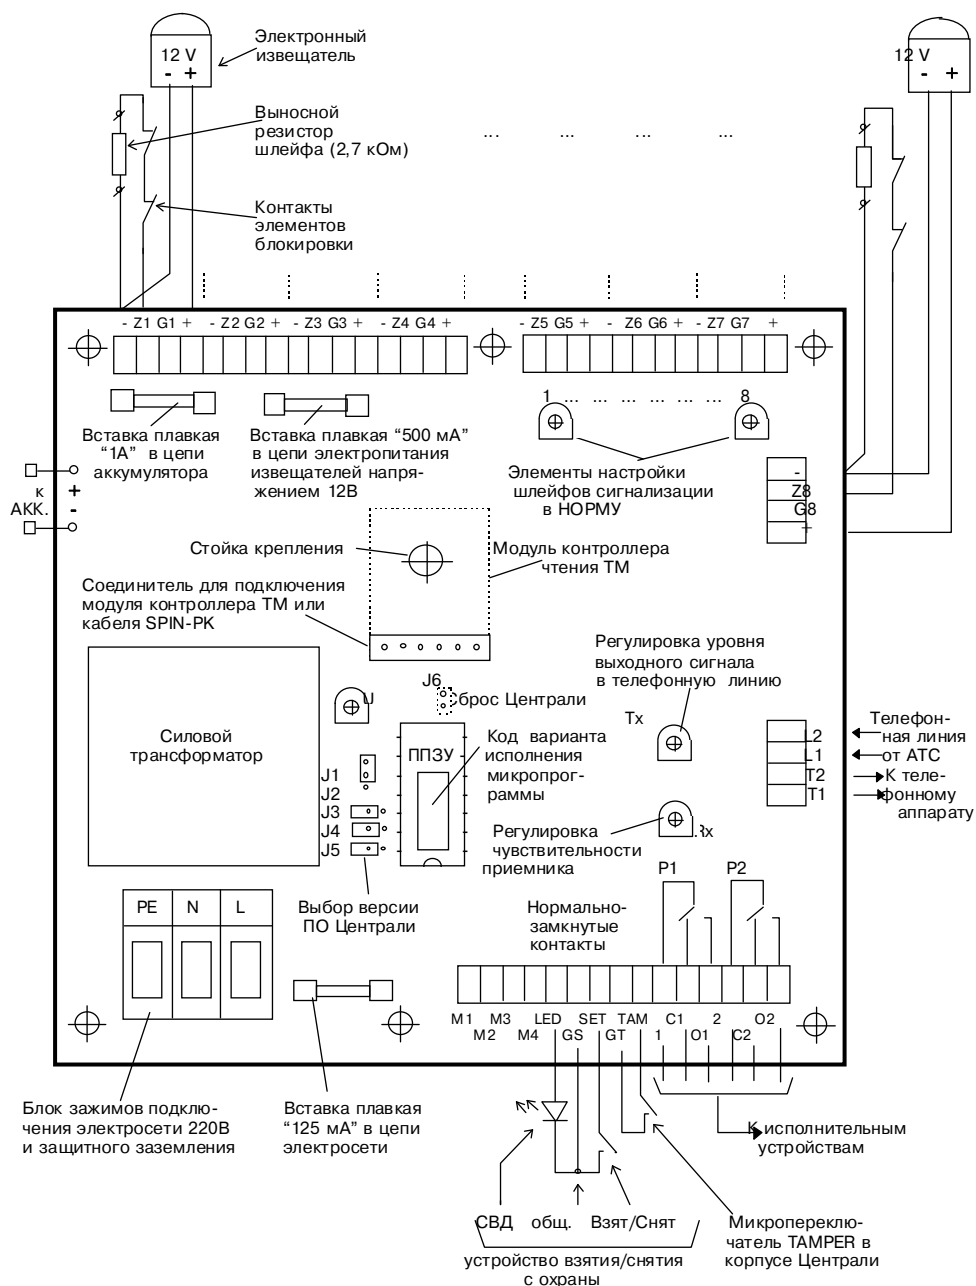 Электронный
извещатель
12 V
- +
12 V
- +
Выносной
резистор
шлейфа (2,7 кОм)
... ... ... ...
Контакты
элементов
блокировки
- Z1 G1 + - Z2 G2 + - Z3 G3 + - Z4 G4 +
- Z5 G5 + - Z6 G6 + - Z7 G7 +
1 ... ... ... ... ... 8
Вставка плавкая
“1А” в цепи
аккумулятора
Вставка плавкая “500 мА”
в цепи электропитания
извещателей напря-
жением 12В
Элементы настройки
шлейфов сигнализации
в НОРМУ
-
Z8
G8
+
к
АКК.
+
-
Стойка крепления
Модуль контроллера
чтения ТМ
Соединитель для подключения
модуля контроллера ТМ или
кабеля SPIN-PK
Регулировка уровня
выходного сигнала
в телефонную линию
J6
Сброс Централи
U
Tx
Силовой
трансформатор
ППЗУ
Код варианта
исполнения
микропрог-
раммы
J1
J2
J3
J4
J5
L2
L1
T2
T1
Телефон-
ная линия
от АТС
К теле-
фонному
аппарату
Rx
Регулировка
чувствительности
приемника
P1
P2
PE N L
Выбор версии
ПО Централи
Нормально-
замкнутые
контакты
M1 M3 LED SET TAM C1 2 O2
M2 M4 GS GT 1 O1 C2
Блок зажимов подклю-
чения электросети 220В
и защитного заземления
Вставка плавкая
“125 мА” в цепи
электросети
К исполнительным
устройствам
СВД общ. Взят/Снят
устройство взятия/снятия
с охраны
Микропереклю-
чатель TAMPER в
корпусе Централи